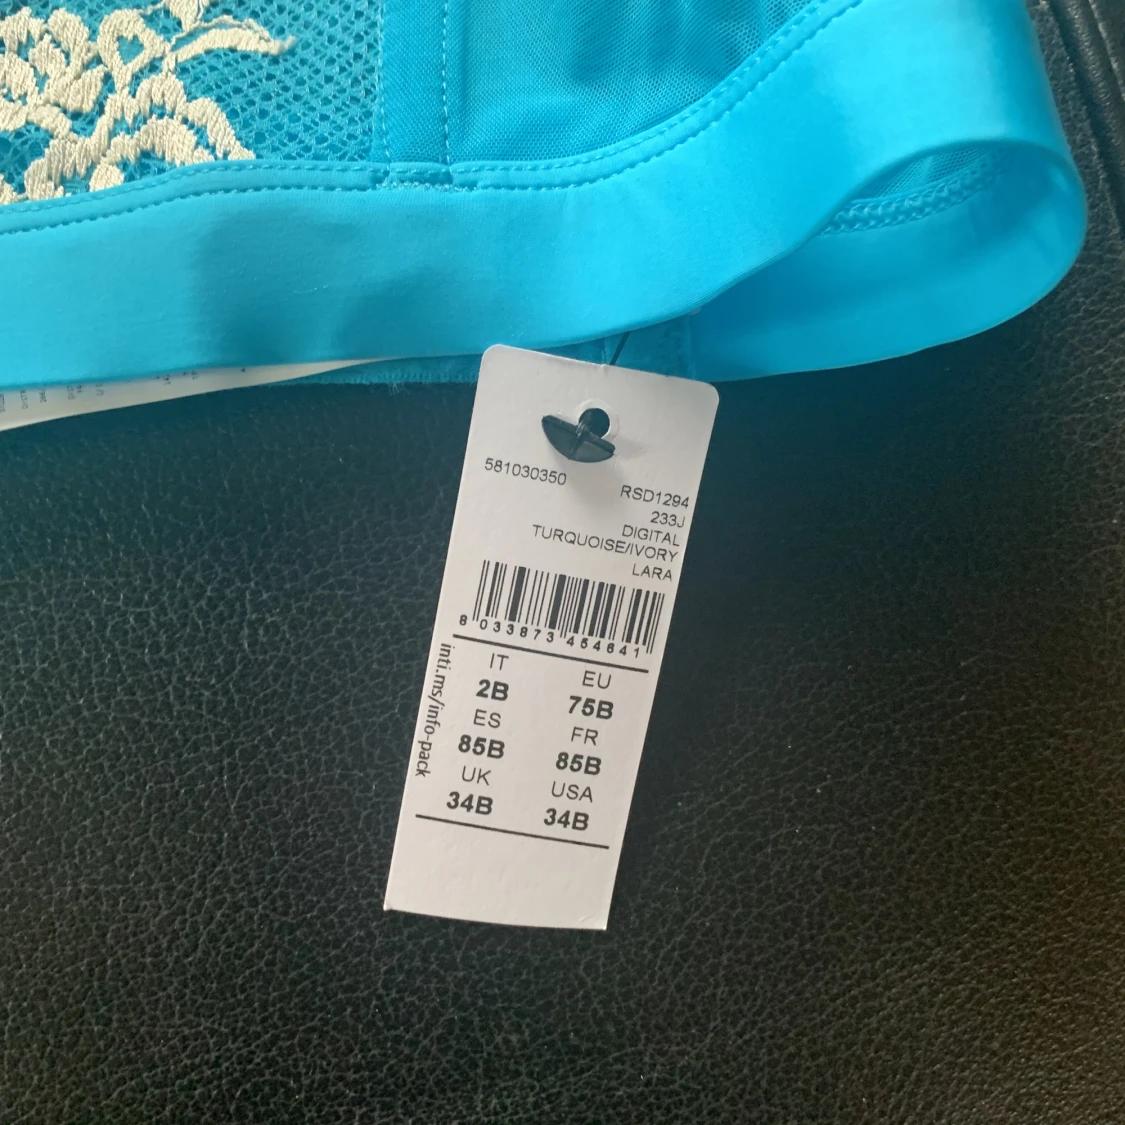 581030350
RSD1294
233J
DIGITAL
TURQUOISE/IVORY
LARA
8 033873 454641
IT
2B
EU
75B
ES
85B
FR
85B
UK
34B
USA
34B
inti.ms/info-pack